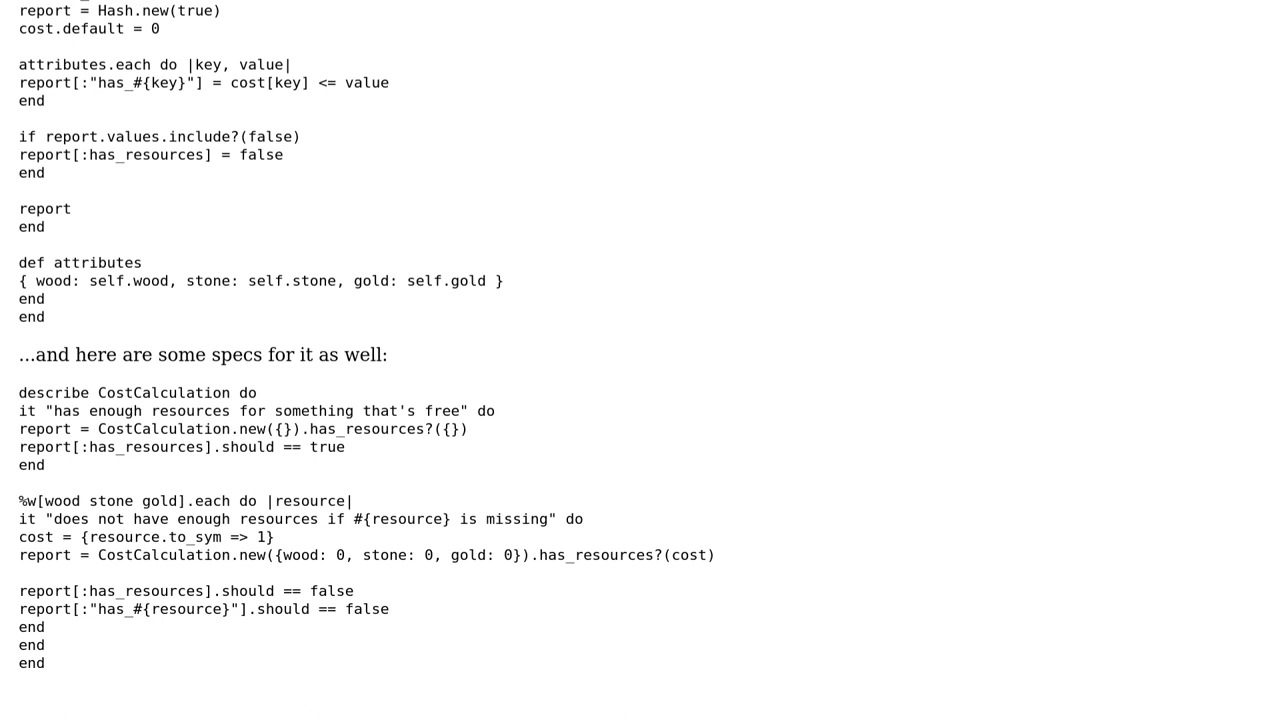 report = Hash.new(true)
cost.default = 0
attributes.each do |key, value|
report[:"has_#{key}"] = cost[key] <= value
end
if report.values.include?(false)
report[:has_resources] = false
end
report
end
def attributes
{ wood: self.wood, stone: self.stone, gold: self.gold }
end
end
...and here are some specs for it as well:
describe CostCalculation do
it "has enough resources for something that's free" do
report = CostCalculation.new({}).has_resources?({})
report[:has_resources].should == true
end
%w[wood stone gold].each do |resource|
it "does not have enough resources if #{resource} is missing" do
cost = {resource.to_sym => 1}
report = CostCalculation.new({wood: 0, stone: 0, gold: 0}).has_resources?(cost)
report[:has_resources].should == false
report[:"has_#{resource}"].should == false
end
end
end